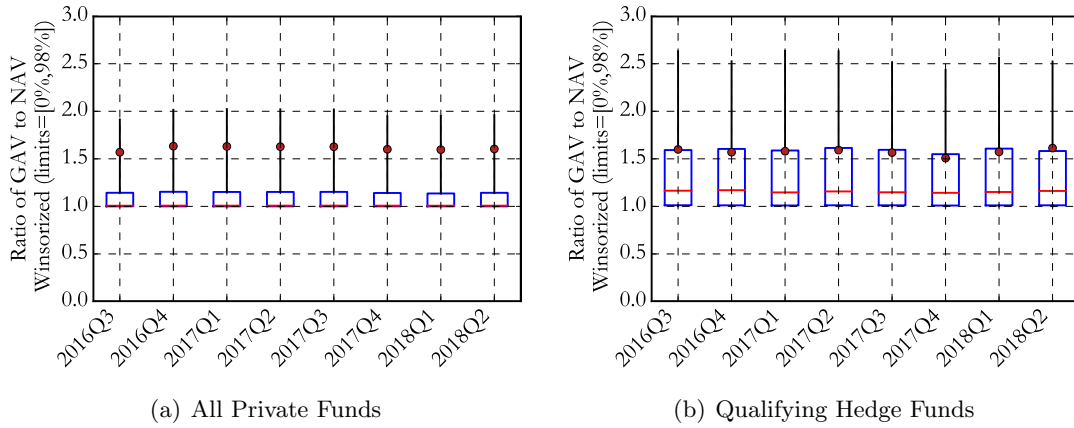 Ratio of GAV to NAV
Winsorized (limits=[0%,98%])
3.0
2.5
2.0
1.5
1.0
0.5
0.0
2016Q3
2016Q4
2017Q1
2017Q2
2017Q3
2017Q4
2018Q1
2018Q2
(a) All Private Funds
Ratio of GAV to NAV
Winsorized (limits=[0%,98%])
3.0
2.5
2.0
1.5
1.0
0.5
0.0
2016Q3
2016Q4
2017Q1
2017Q2
2017Q3
2017Q4
2018Q1
2018Q2
(b) Qualifying Hedge Funds